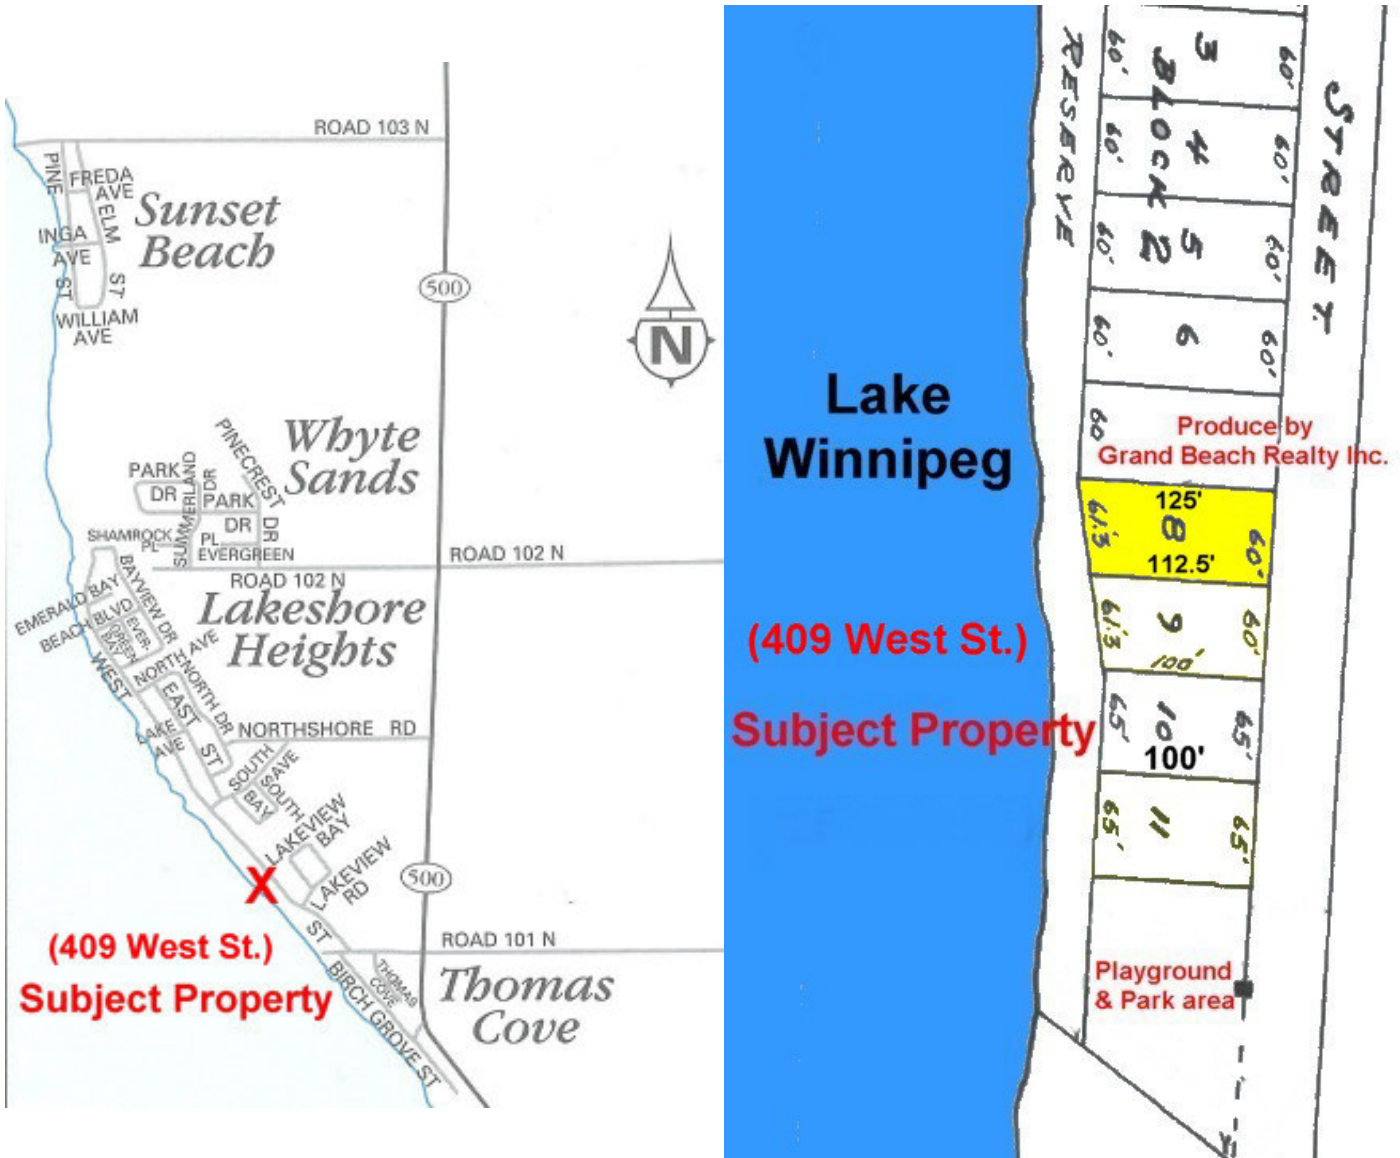 ROAD 103 N
PINE
FREDA
AVE
ELM
Sunset
Beach
INGA
AVE
ST
ST
WILLIAM
AVE
500
N
Whyte
Sands
PINECREST
PARK
DR
SUMMERLAND
DR
PARK
DR
DR
SHAMROCK
PL
PL
EVERGREEN
ROAD 102 N
ROAD 102 N
Lakeshore
Heights
EMERALD BAY
BAYVIEW DR
BEACH BLVD
EVER-
GREEN
BAY
NORTH AVE
WEST
NORTH DR
EAST
ST
LAKE
AVE
NORTHSHORE RD
SOUTH
AVE
SOUTH
BAY
LAKEVIEW
BAY
LAKEVIEW
RD
X
500
(409 West St.)
Subject Property
ST
ROAD 101 N
THOMAS
COVE
BIRCH GROVE ST
Thomas
Cove
RESERVE
BLOCK 2
STREET.
60' 3 60'
60' 4 60'
60' 5 60'
60' 6 60'
60
Lake
Winnipeg
Produce by
Grand Beach Realty Inc.
125'
61.3 8 60'
112.5'
(409 West St.)
61.3 9 60'
100'
Subject Property
65' 10 65'
100'
65' 11 65'
Playground
& Park area